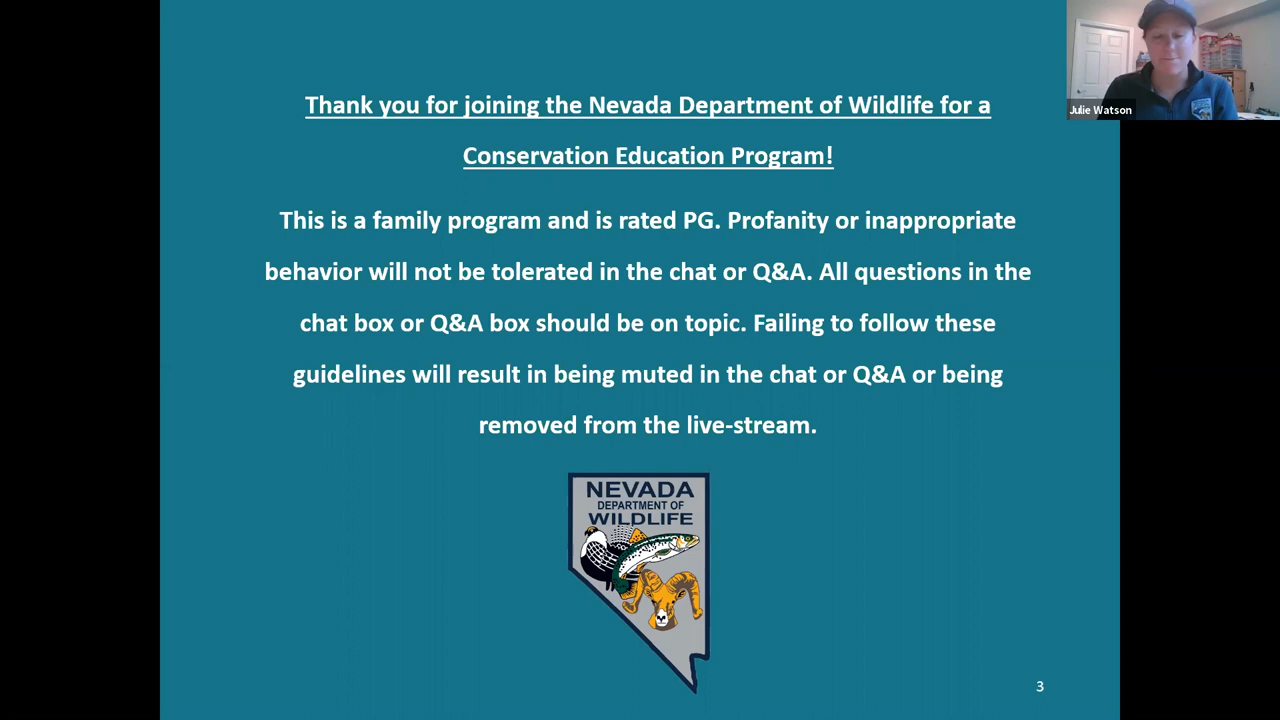 Thank you for joining the Nevada Department of Wildlife for a
Conservation Education Program!
This is a family program and is rated PG. Profanity or inappropriate
behavior will not be tolerated in the chat or Q&A. All questions in the
chat box or Q&A box should be on topic. Failing to follow these
guidelines will result in being muted in the chat or Q&A or being
removed from the live-stream.
NEVADA
DEPARTMENT OF
WILDLIFE
3
Julie Watson